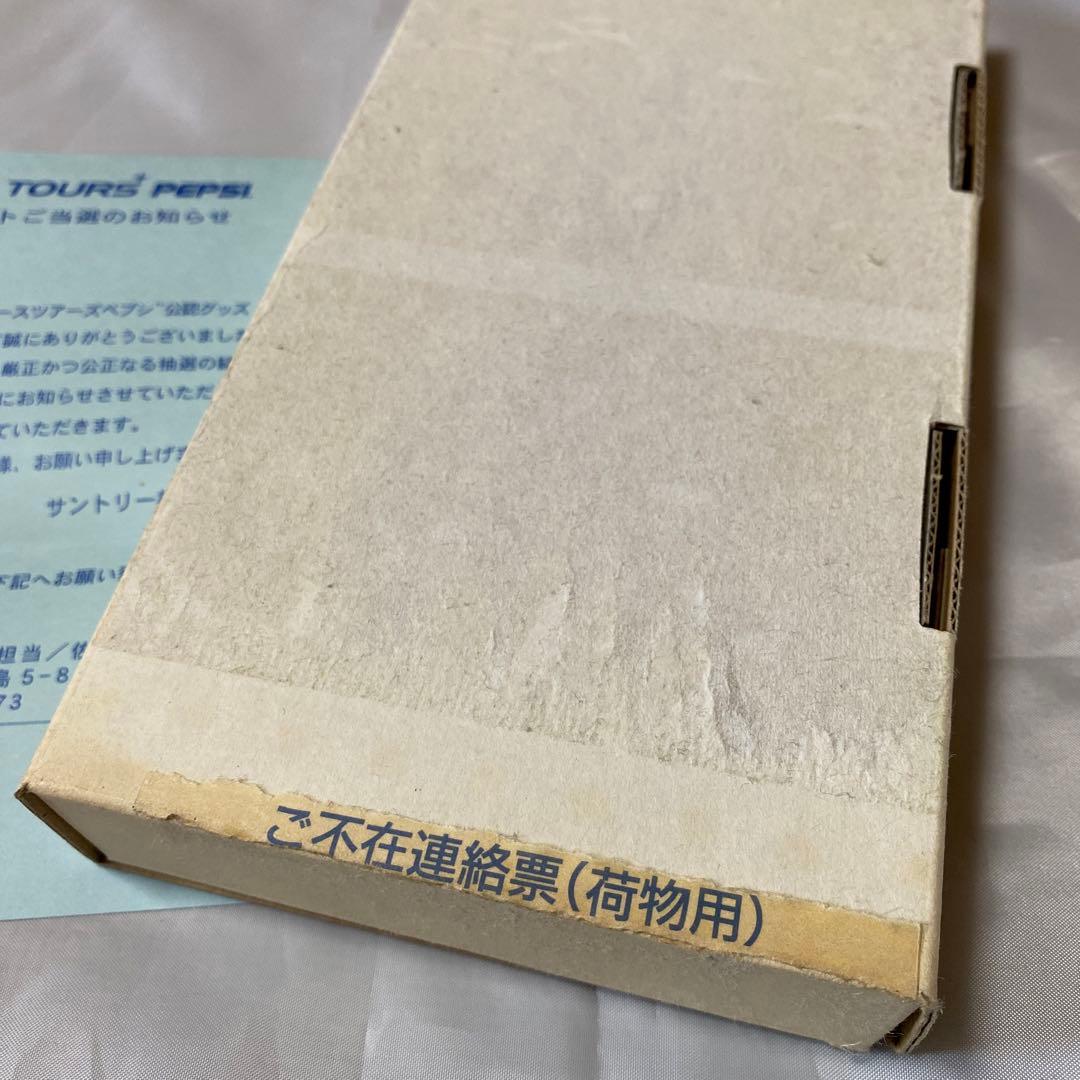 TOURS PEPSI
トご当選のお知らせ
ースツアーズペプシ"公認グッズ
誠にありがとうございました
厳正かつ公正なる抽選の結
にお知らせさせていただ
ていただきます。
様、お願い申し上げま
サントリー
下記へお願い
担当／佐
島 5-8
73
ご不在連絡票(荷物用)